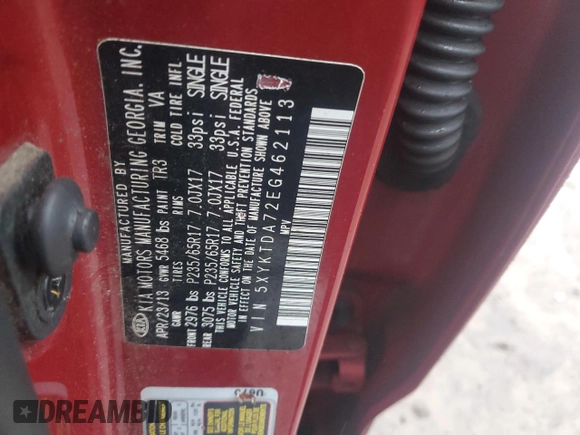 MANUFACTURED BY
KIA MOTORS MANUFACTURING GEORGIA, INC.
APR/23/13 GVWR 5468 lbs PAINT TR3 TRIM VA
GAWR TIRES RIMS COLD TIRE INFL.
FRONT 2976 lbs P235/65R17 7.0JX17 33psi SINGLE
REAR 3075 lbs P235/65R17 7.0JX17 33psi SINGLE
THIS VEHICLE CONFORMS TO ALL APPLICABLE U.S.A. FEDERAL
MOTOR VEHICLE SAFETY AND THEFT PREVENTION STANDARDS
IN EFFECT ON THE DATE OF MANUFACTURE SHOWN ABOVE
VIN 5XYKTDA72EG462113
MPV
DREAMBID